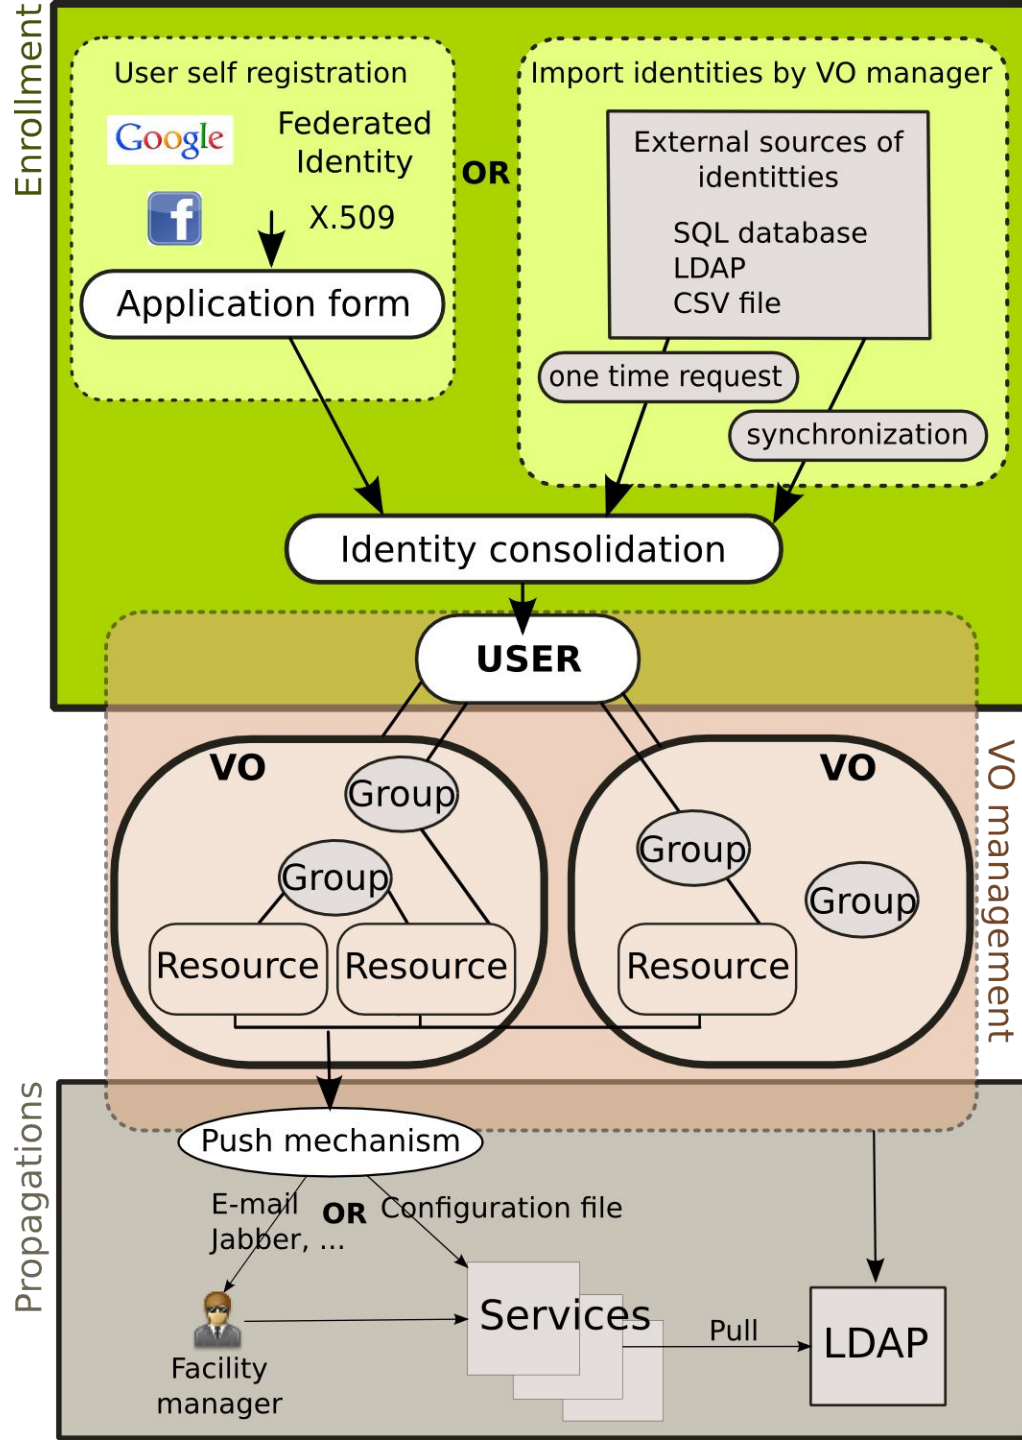 Enrollment
User self registration
Google
Federated
Identity
f
X.509
Application form
OR
Import identities by VO manager
External sources of
identitties
SQL database
LDAP
CSV file
one time request
synchronization
Identity consolidation
USER
VO management
VO
Group
Group
Resource
Resource
VO
Group
Group
Resource
Propagations
Push mechanism
E-mail
Jabber, ...
OR
Configuration file
Facility
manager
Services
Pull
LDAP